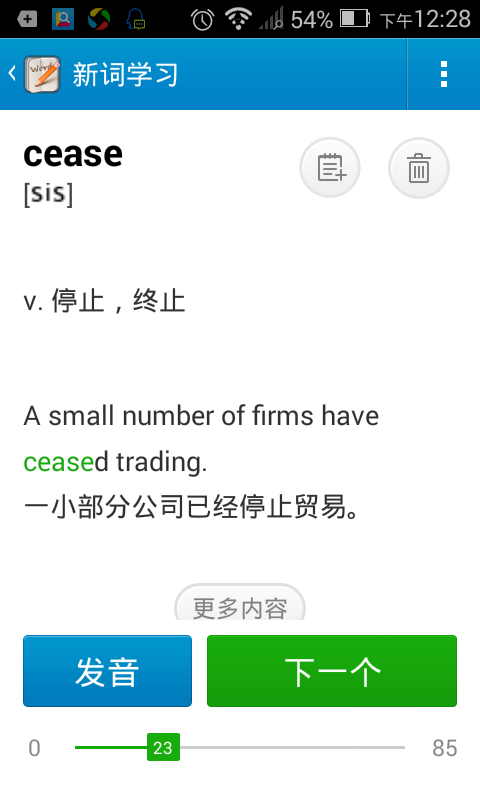 54% 下午12:28
Words 新词学习
cease
[sis]
v. 停止，终止
A small number of firms have
ceased trading.
一小部分公司已经停止贸易。
更多内容
发音 下一个
0 23 85